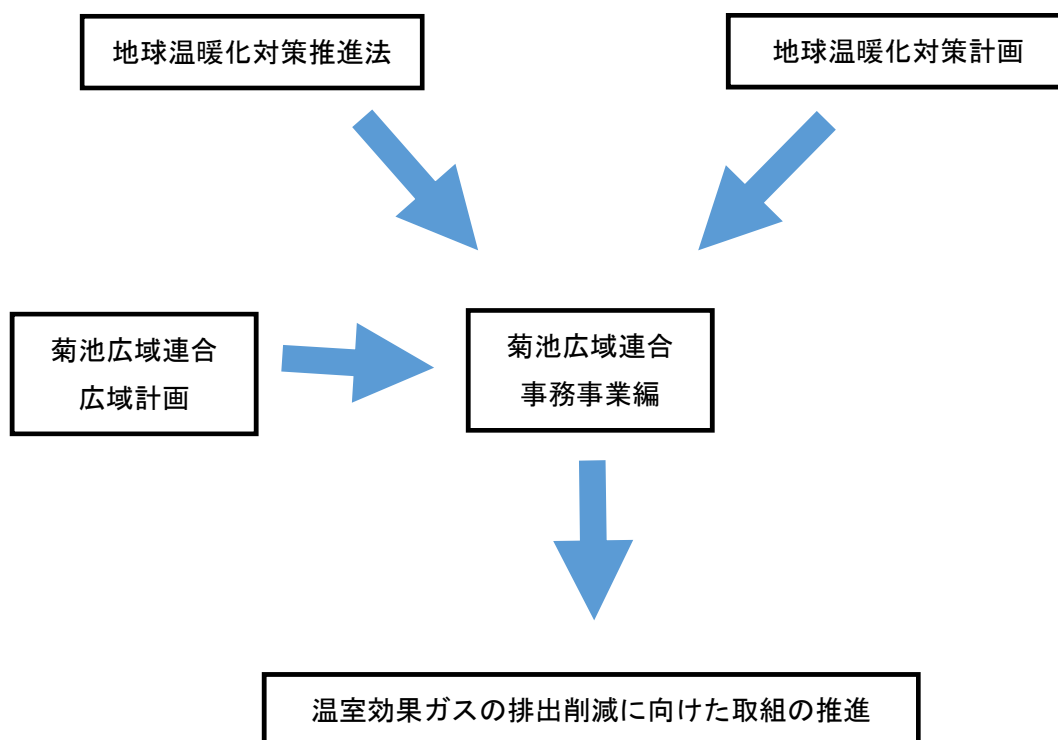 地球温暖化対策推進法
地球温暖化対策計画
菊池広域連合
広域計画
菊池広域連合
事務事業編
温室効果ガスの排出削減に向けた取組の推進